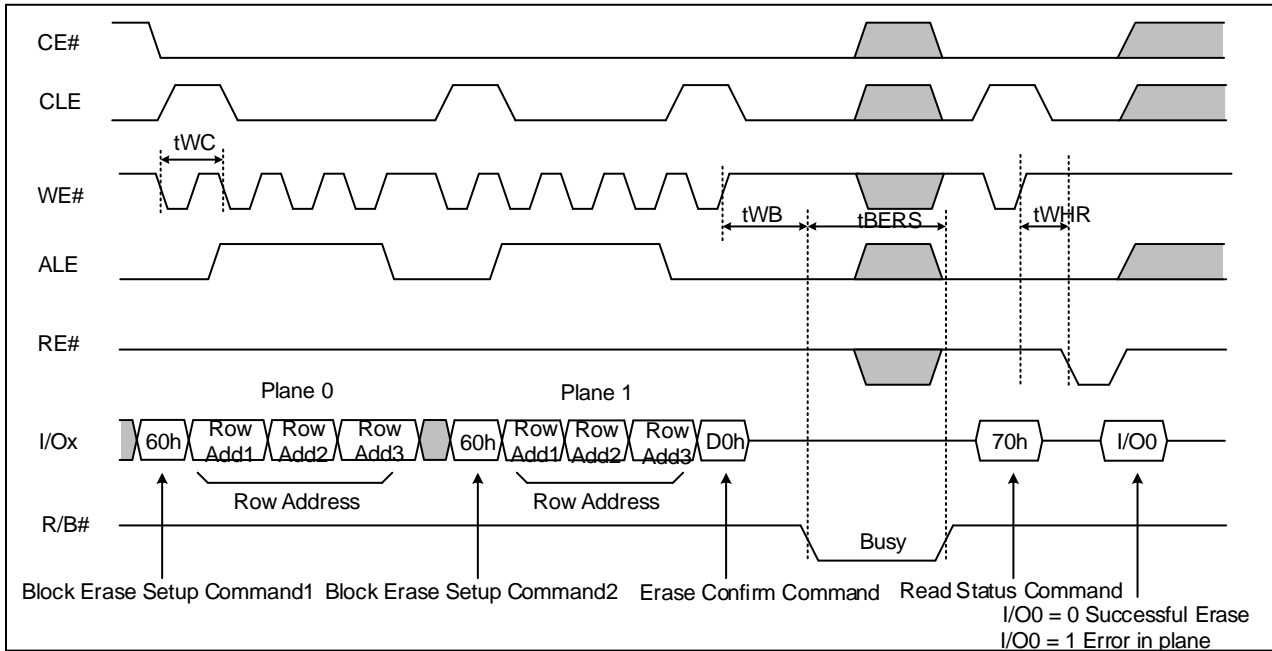 CE#
CLE
tWC
WE#
tWB
tBERS
tWHR
ALE
RE#
Plane 0
Plane 1
I/Ox
60h
Row Add1
Row Add2
Row Add3
60h
Row Add1
Row Add2
Row Add3
D0h
70h
I/O0
Row Address
Row Address
R/B#
Busy
Block Erase Setup Command1
Block Erase Setup Command2
Erase Confirm Command
Read Status Command
I/O0 = 0 Successful Erase
I/O0 = 1 Error in plane